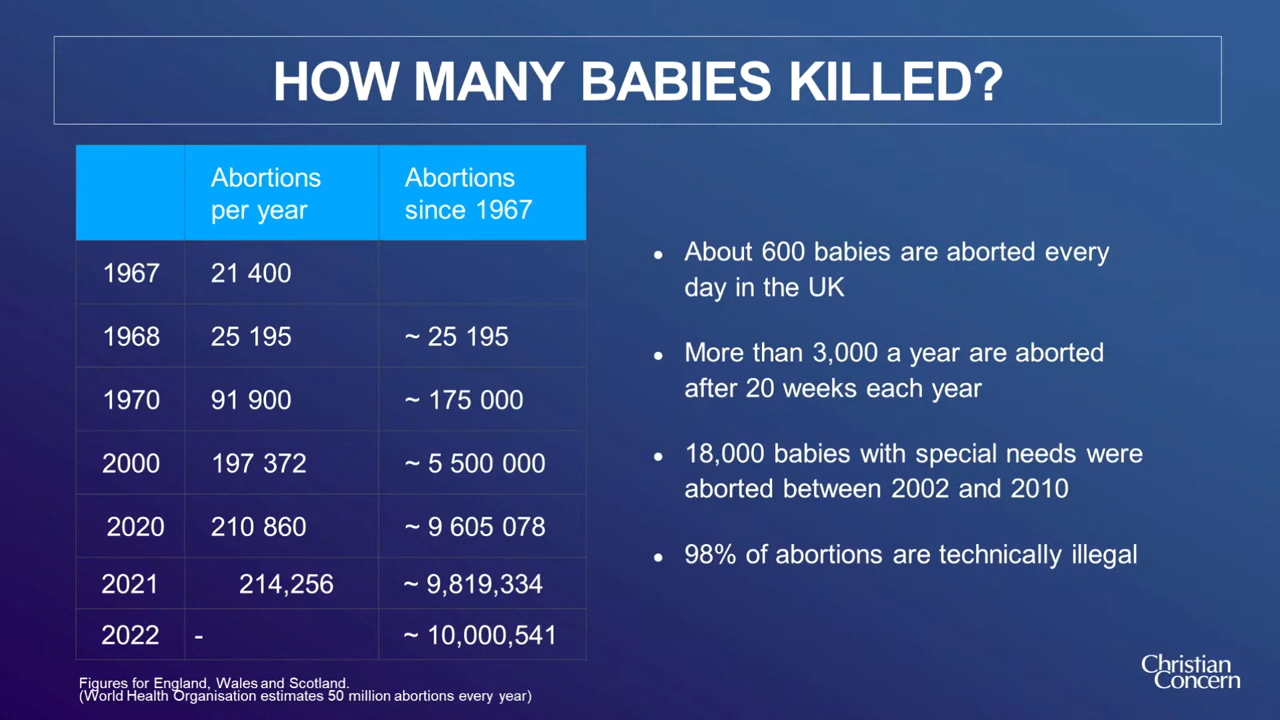 HOW MANY BABIES KILLED?
Abortions
per year
Abortions
since 1967
1967 21 400
1968 25 195 ~ 25 195
1970 91 900 ~ 175 000
2000 197 372 ~ 5 500 000
2020 210 860 ~ 9 605 078
2021 214,256 ~ 9,819,334
2022 - ~ 10,000,541
• About 600 babies are aborted every
day in the UK
• More than 3,000 a year are aborted
after 20 weeks each year
• 18,000 babies with special needs were
aborted between 2002 and 2010
• 98% of abortions are technically illegal
Figures for England, Wales and Scotland.
(World Health Organisation estimates 50 million abortions every year)
Christian
Concern